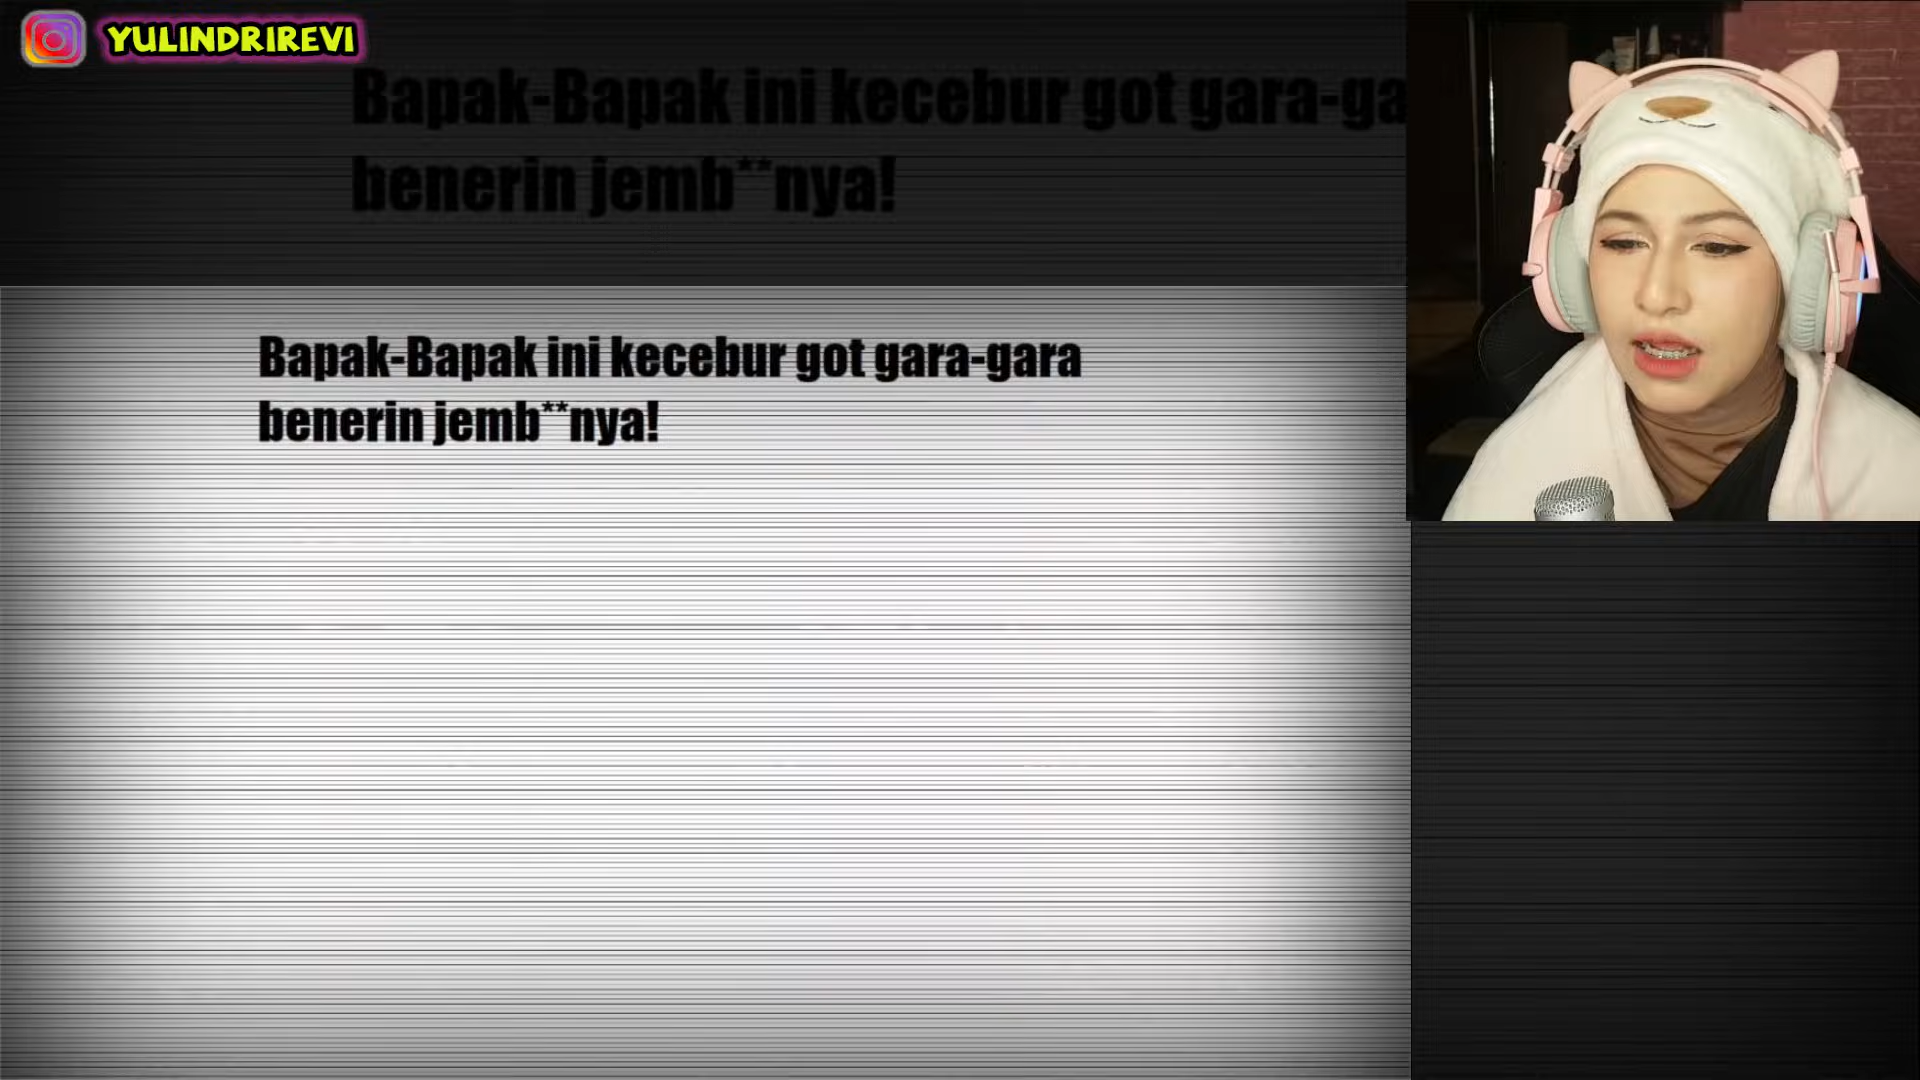 YULINDRIREVI
Bapak-Bapak ini kecebur got gara-ga
benerin jemb**nya!
Bapak-Bapak ini kecebur got gara-gara
benerin jemb**nya!